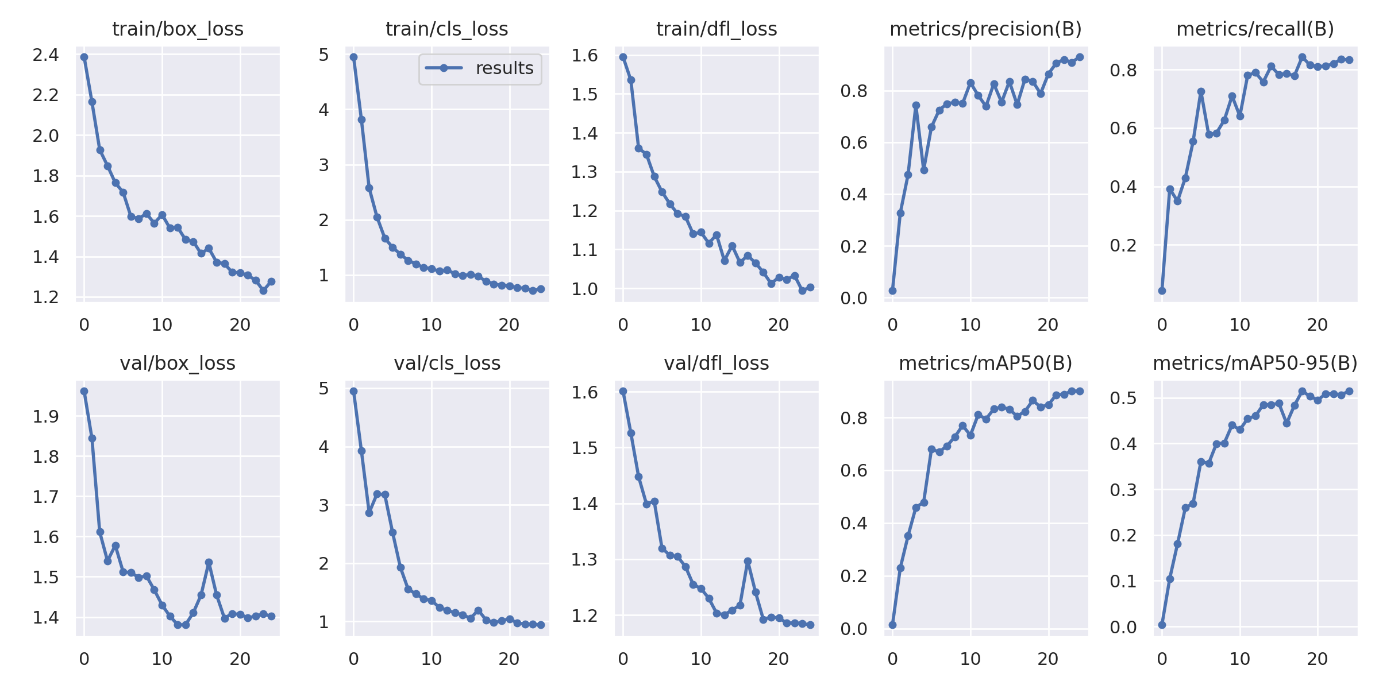 train/box_loss
train/cls_loss
train/dfl_loss
metrics/precision(B)
metrics/recall(B)
results
2.4
2.2
2.0
1.8
1.6
1.4
1.2
0 10 20
5
4
3
2
1
0 10 20
1.6
1.5
1.4
1.3
1.2
1.1
1.0
0 10 20
0.8
0.6
0.4
0.2
0.0
0 10 20
0.8
0.6
0.4
0.2
0 10 20
val/box_loss
val/cls_loss
val/dfl_loss
metrics/mAP50(B)
metrics/mAP50-95(B)
1.9
1.8
1.7
1.6
1.5
1.4
0 10 20
5
4
3
2
1
0 10 20
1.6
1.5
1.4
1.3
1.2
0 10 20
0.8
0.6
0.4
0.2
0.0
0 10 20
0.5
0.4
0.3
0.2
0.1
0.0
0 10 20